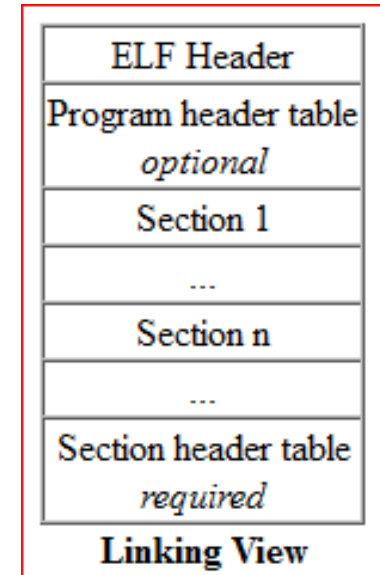 ELF Header
Program header table
optional
Section 1
...
Section n
...
Section header table
required
Linking View